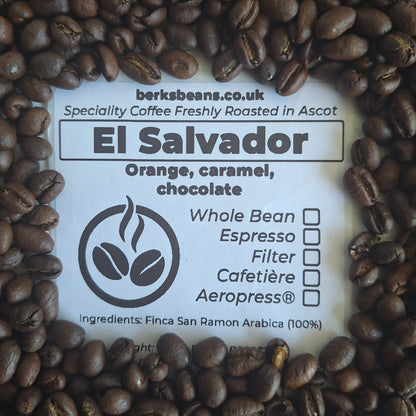 berksbeans.co.uk
Speciality Coffee Freshly Roasted in Ascot
El Salvador
Orange, caramel,
chocolate
Whole Bean
Espresso
Filter
Cafetière
Aeropress®
Ingredients: Finca San Ramon Arabica (100%)